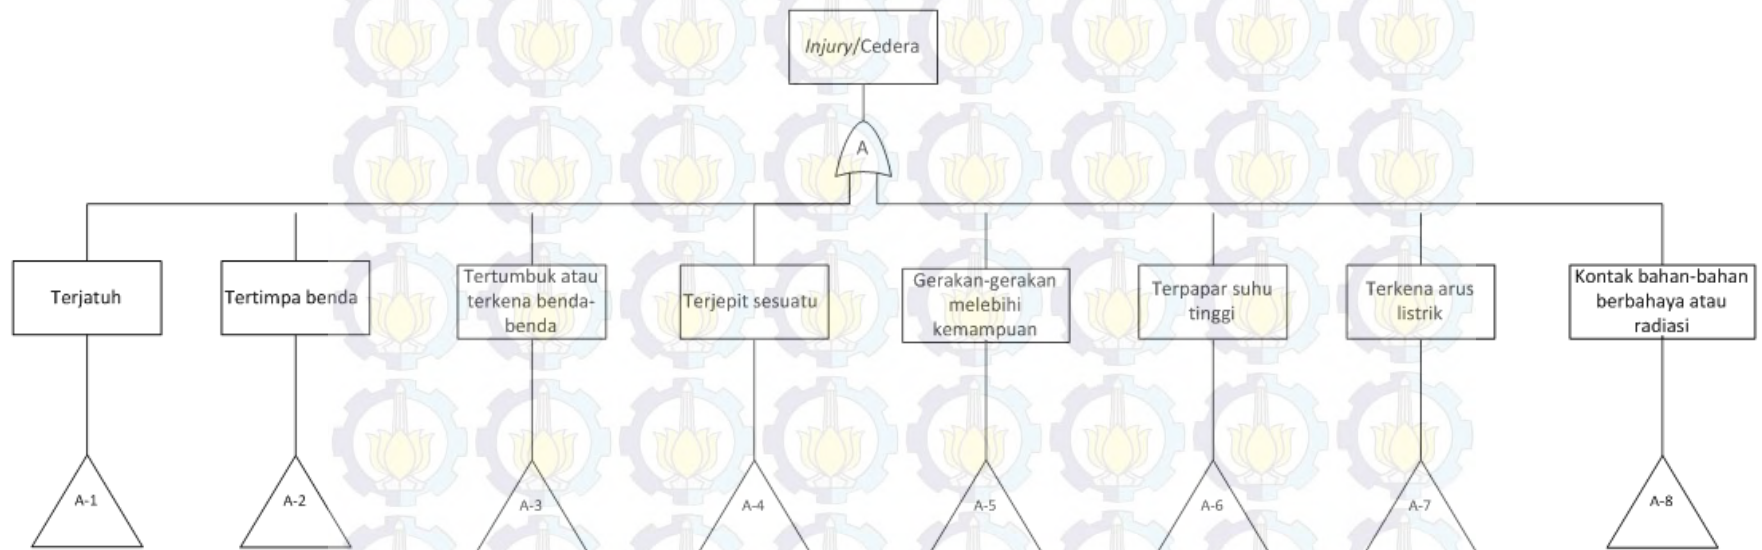 Injury/Cedera
A
Terjatuh
Tertimpa benda
Tertumbuk atau
terkena benda-
benda
Terjepit sesuatu
Gerakan-gerakan
melebihi
kemampuan
Terpapar suhu
tinggi
Terkena arus
listrik
Kontak bahan-bahan
berbahaya atau
radiasi
A-1
A-2
A-3
A-4
A-5
A-6
A-7
A-8